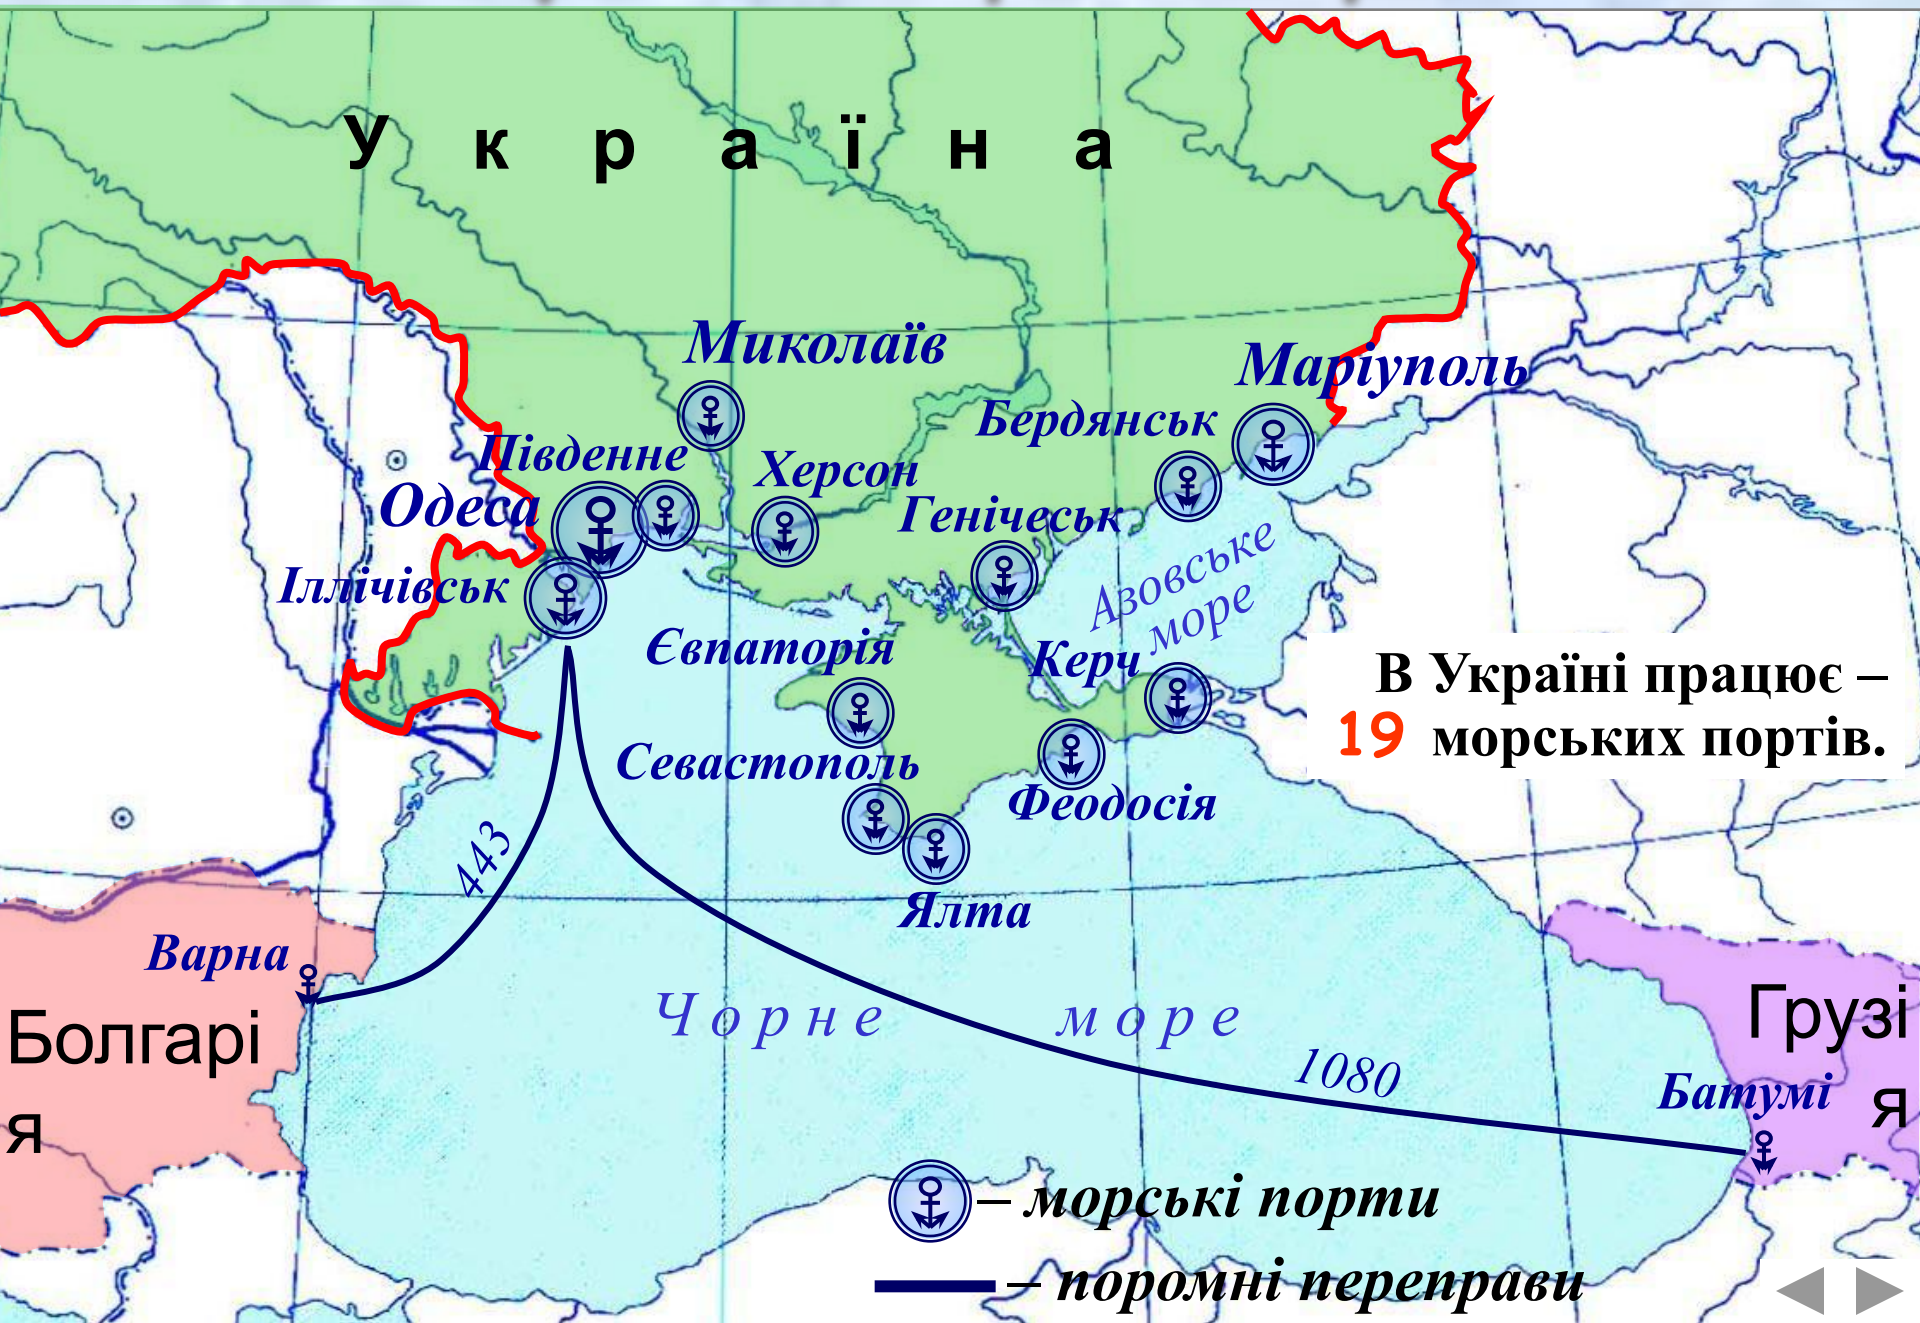 Україна
Миколаїв
Маріуполь
Бердянськ
Південне
Херсон
Одеса
Генічеськ
Азовське
море
Іллічівськ
Євпаторія
Керч
В Україні працює –
19 морських портів.
Севастополь
Феодосія
443
Ялта
Варна
Чорне море
Болгарі
я
Грузі
я
1080
Батумі
– морські порти
– поромні переправи